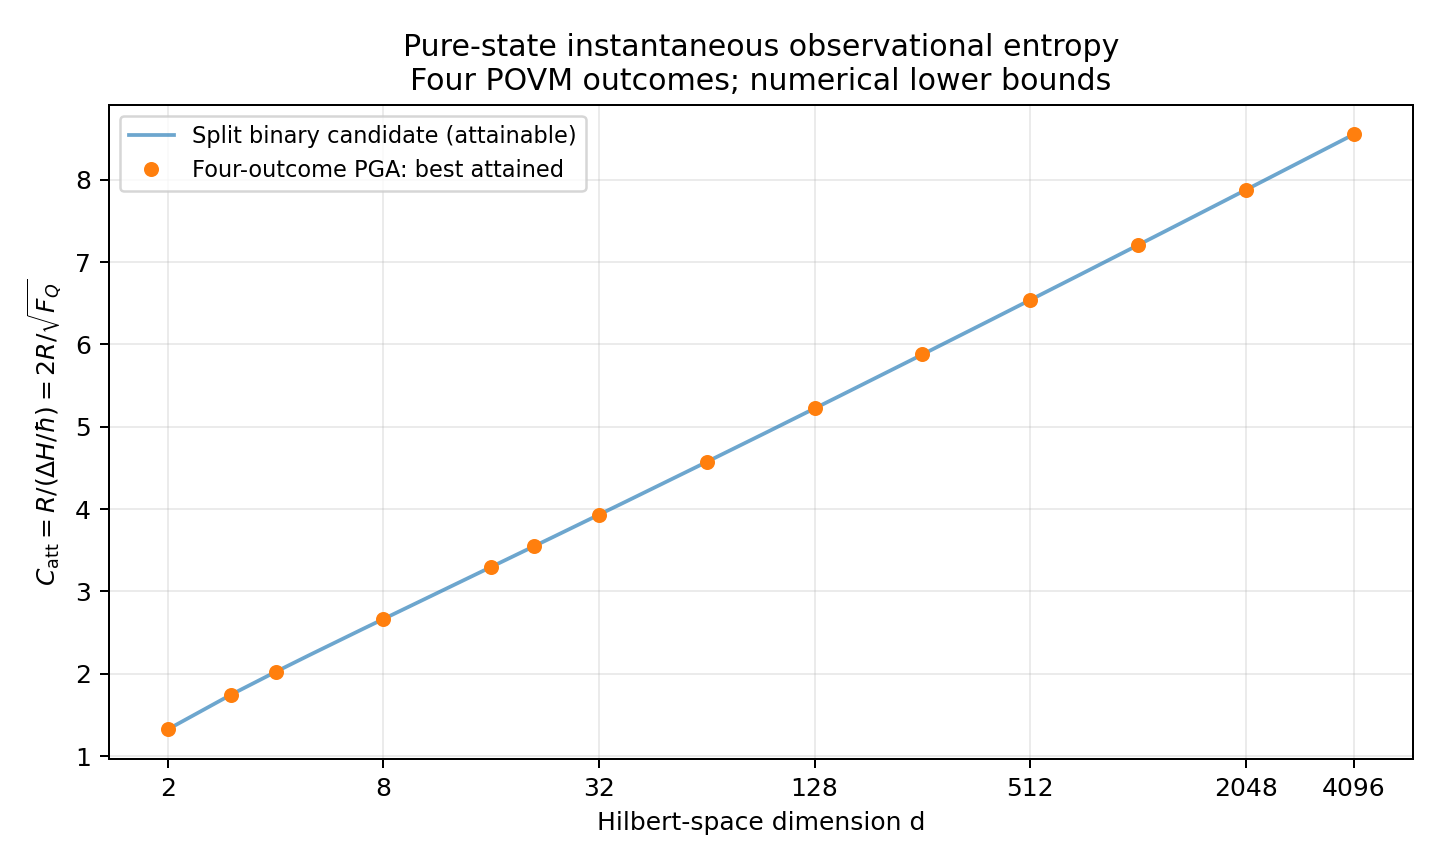 Pure-state instantaneous observational entropy
Four POVM outcomes; numerical lower bounds
Split binary candidate (attainable)
Four-outcome PGA: best attained
C_att = R/(ΔH/ħ) = 2R/√F_Q
8
7
6
5
4
3
2
1
2 8 32 128 512 2048 4096
Hilbert-space dimension d